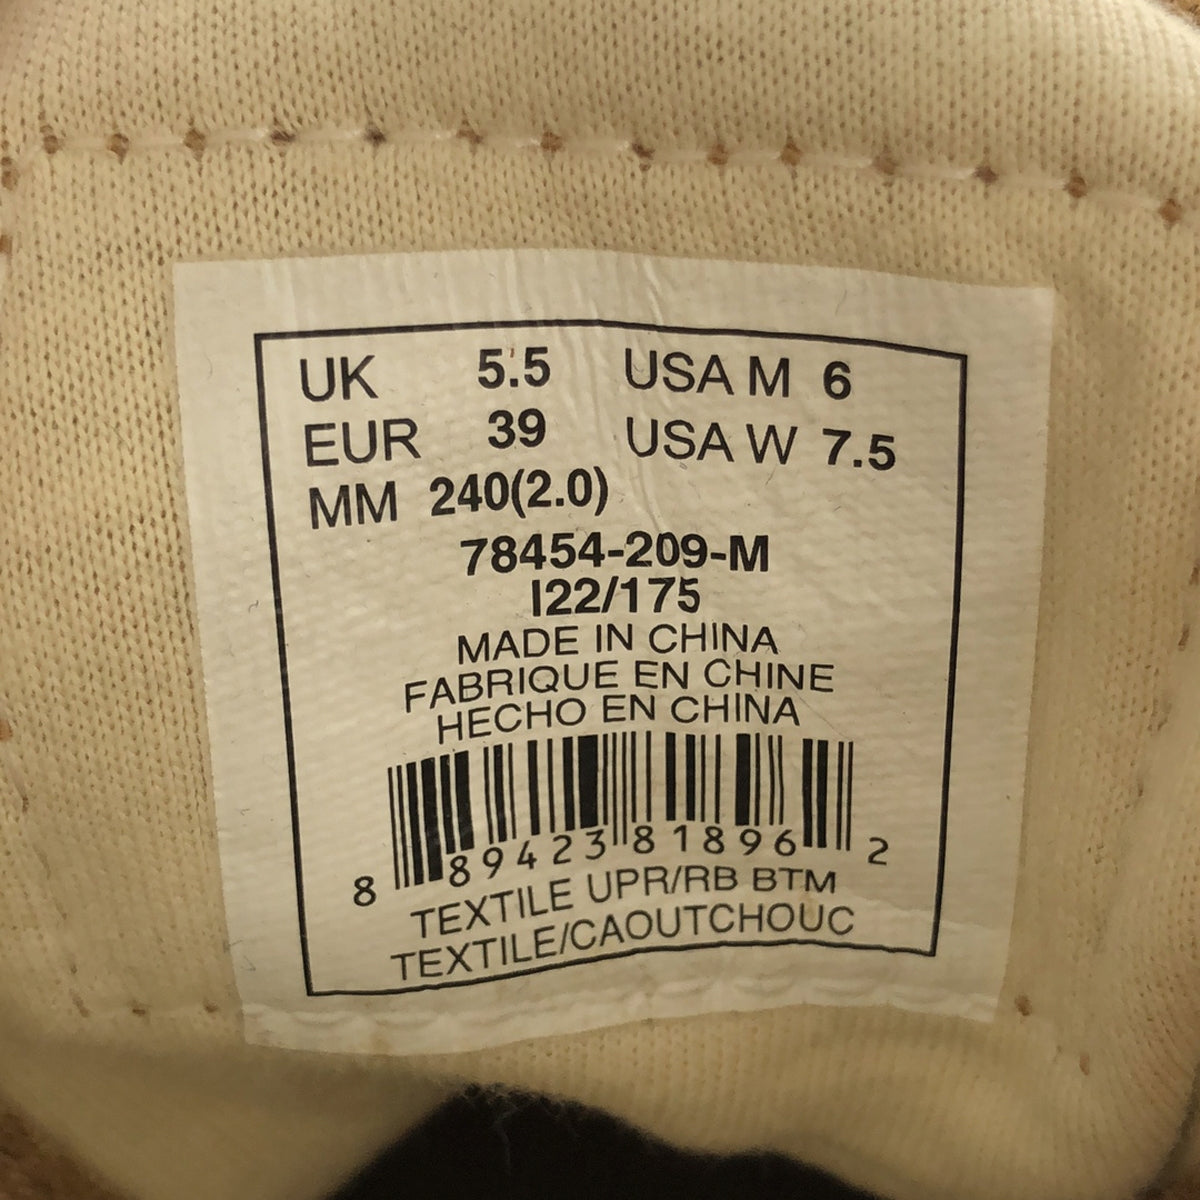 UK 5.5 USA M 6
EUR 39 USA W 7.5
MM 240(2.0)
78454-209-M
I22/175
MADE IN CHINA
FABRIQUE EN CHINE
HECHO EN CHINA
8 89423 81896 2
TEXTILE UPR/RB BTM
TEXTILE/CAOUTCHOUC